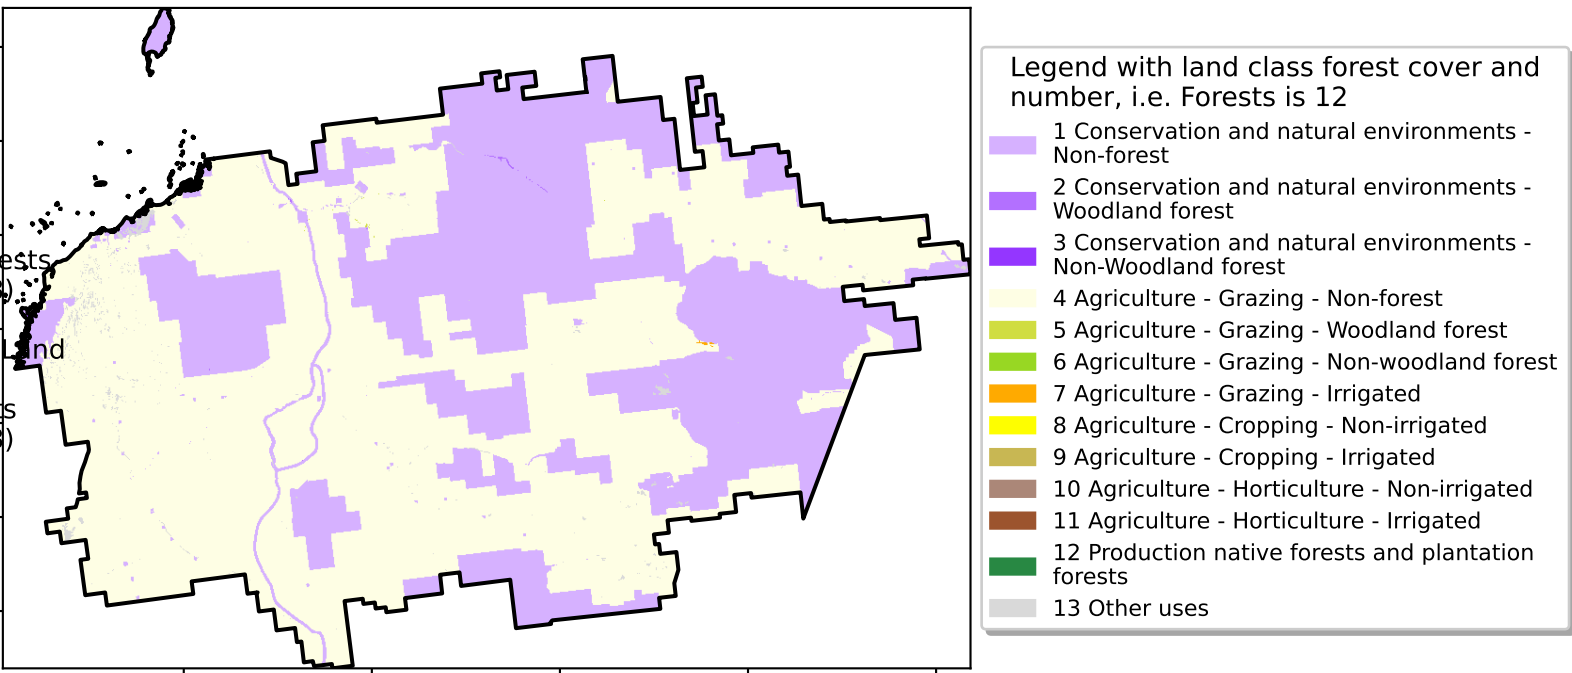 ests
)
Land
s
)
Legend with land class forest cover and
number, i.e. Forests is 12
1 Conservation and natural environments -
Non-forest
2 Conservation and natural environments -
Woodland forest
3 Conservation and natural environments -
Non-Woodland forest
4 Agriculture - Grazing - Non-forest
5 Agriculture - Grazing - Woodland forest
6 Agriculture - Grazing - Non-woodland forest
7 Agriculture - Grazing - Irrigated
8 Agriculture - Cropping - Non-irrigated
9 Agriculture - Cropping - Irrigated
10 Agriculture - Horticulture - Non-irrigated
11 Agriculture - Horticulture - Irrigated
12 Production native forests and plantation
forests
13 Other uses